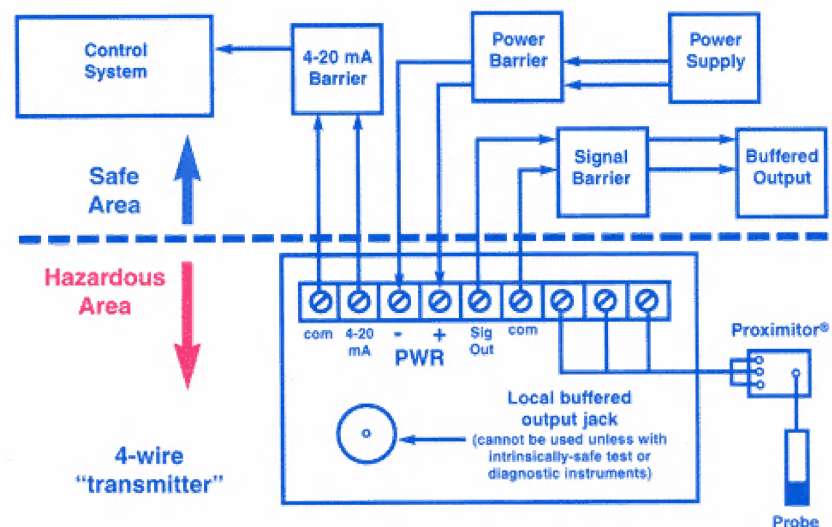 Control
System
4-20 mA
Barrier
Power
Barrier
Power
Supply
Signal
Barrier
Buffered
Output
Safe
Area
Hazardous
Area
com
4-20
mA
-
+
PWR
Sig
Out
com
Proximitor®
Local buffered
output jack
(cannot be used unless with
intrinsically-safe test or
diagnostic instruments)
4-wire
“transmitter”
Probe